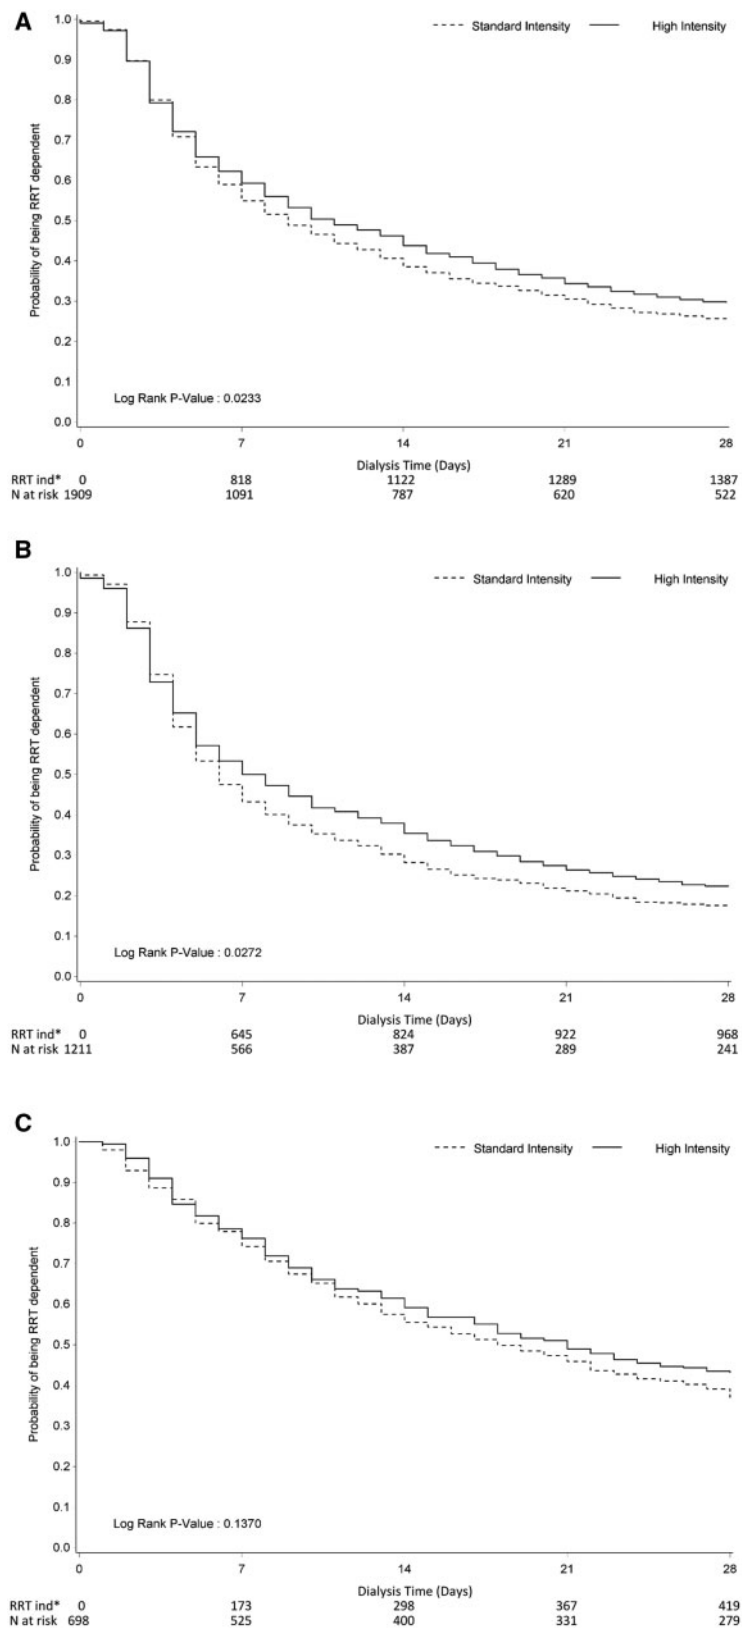 A
Standard Intensity High Intensity
Probability of being RRT dependent
1.0
0.9
0.8
0.7
0.6
0.5
0.4
0.3
0.2
0.1
0.0
Log Rank P-Value : 0.0233
0 7 14 21 28
Dialysis Time (Days)
RRT ind* 0 818 1122 1289 1387
N at risk 1909 1091 787 620 522
B
Standard Intensity High Intensity
Probability of being RRT dependent
1.0
0.9
0.8
0.7
0.6
0.5
0.4
0.3
0.2
0.1
0.0
Log Rank P-Value : 0.0272
0 7 14 21 28
Dialysis Time (Days)
RRT ind* 0 645 824 922 968
N at risk 1211 566 387 289 241
C
Standard Intensity High Intensity
Probability of being RRT dependent
1.0
0.9
0.8
0.7
0.6
0.5
0.4
0.3
0.2
0.1
0.0
Log Rank P-Value : 0.1370
0 7 14 21 28
Dialysis Time (Days)
RRT ind* 0 173 298 367 419
N at risk 698 525 400 331 279